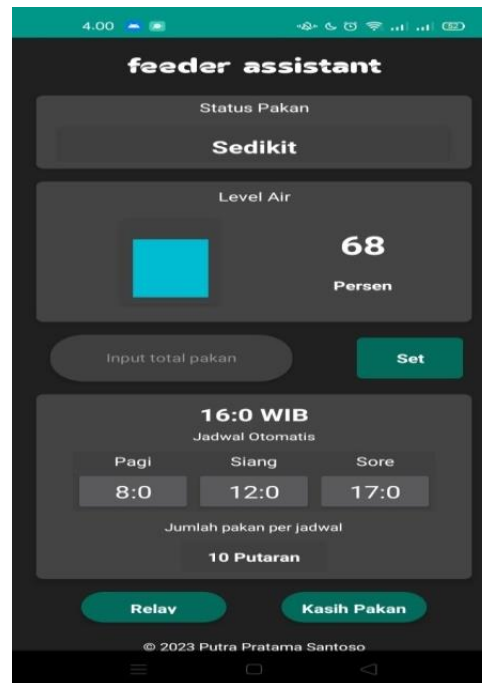 4.00
feeder assistant
Status Pakan
Sedikit
Level Air
68
Persen
Input total pakan
Set
16:0 WIB
Jadwal Otomatis
Pagi Siang Sore
8:0 12:0 17:0
Jumlah pakan per jadwal
10 Putaran
Relay Kasih Pakan
© 2023 Putra Pratama Santoso